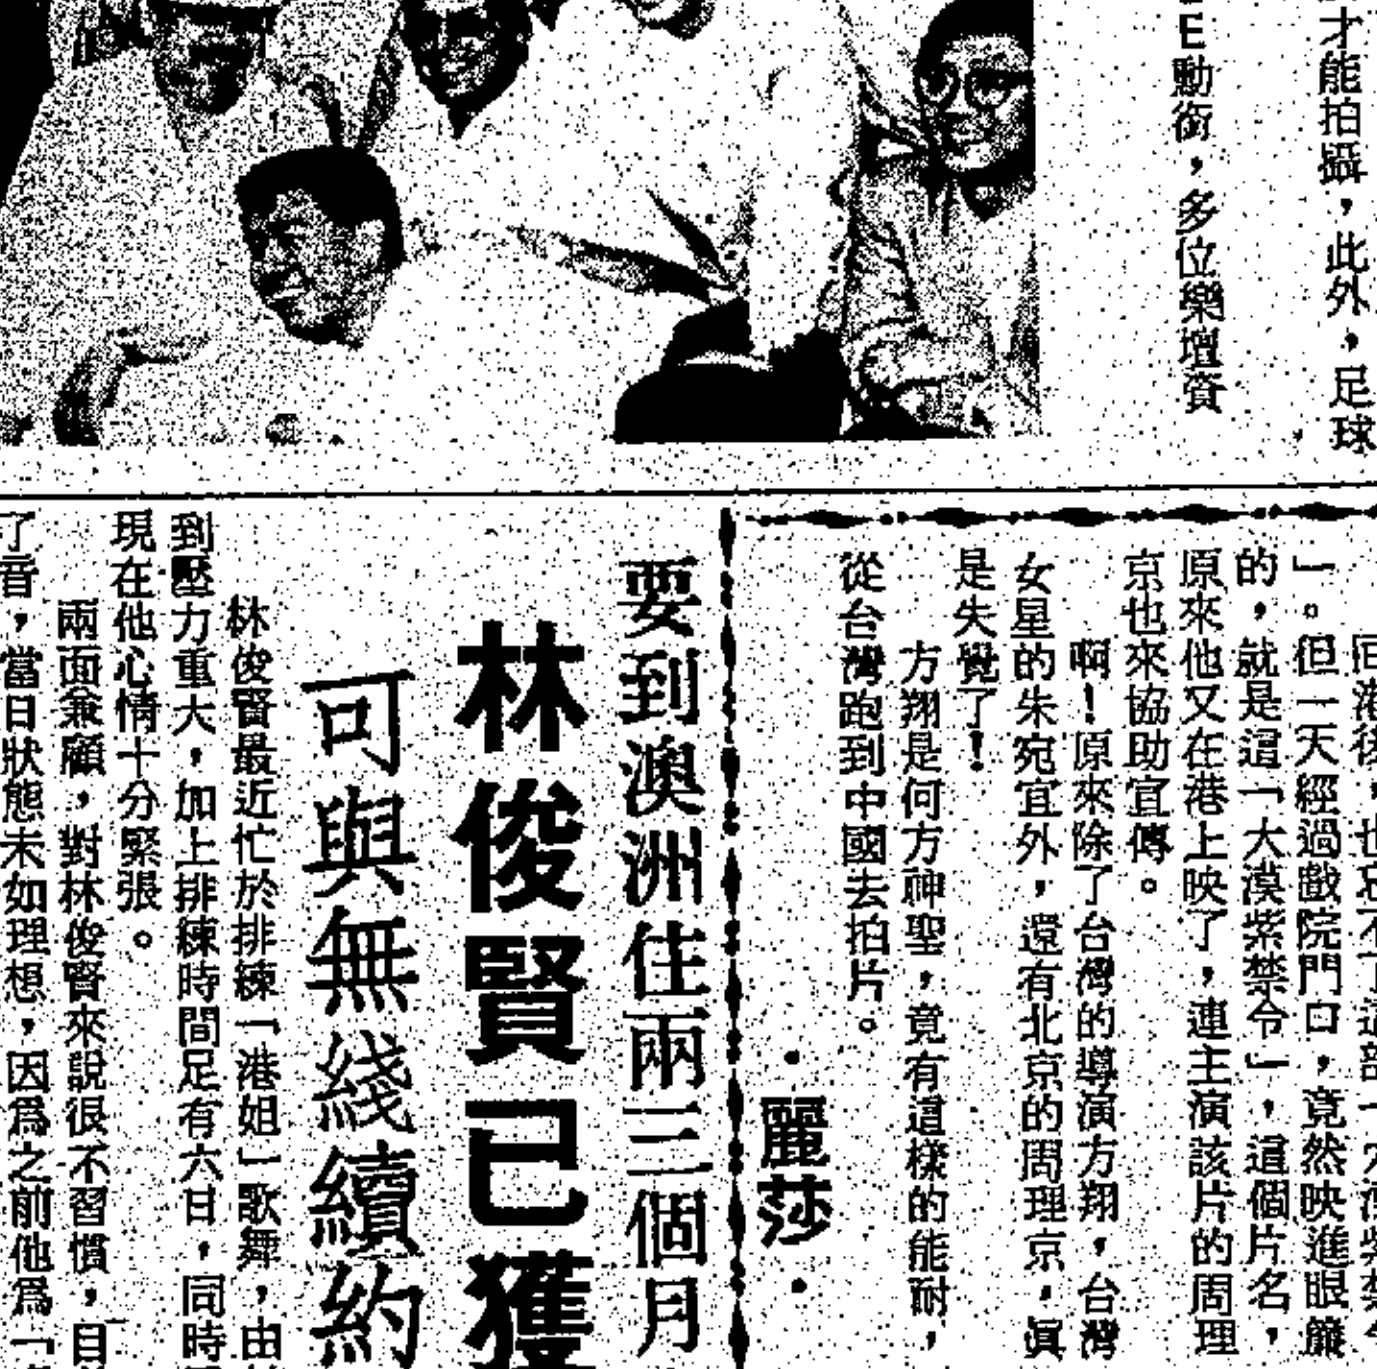 才能拍攝，此外，足球
E勳銜，多位樂壇資
」。但一天經過戲院門口，竟然映進眼簾
的，就是這「大漠紫禁令」，這個片名，
原來他又在港上映了，連主演該片的周理
京也來協助宣傳。
啊！原來除了台灣的導演方翔，台灣
女星的朱宛宜外，還有北京的周理京，真
是失覺了！
方翔是何方神聖，竟有這樣的能耐，
從台灣跑到中國去拍片。
·麗莎·
要到澳洲住兩三個月
林俊賢已獲
可與無綫續約
林俊賢最近忙於排練「港姐」歌舞，由
到壓力重大，加上排練時間足有六日，同時
現在他心情十分緊張。
兩面兼顧，對林俊賢來說很不習慣，目
了音，當日狀態未如理想，因為之前他為「